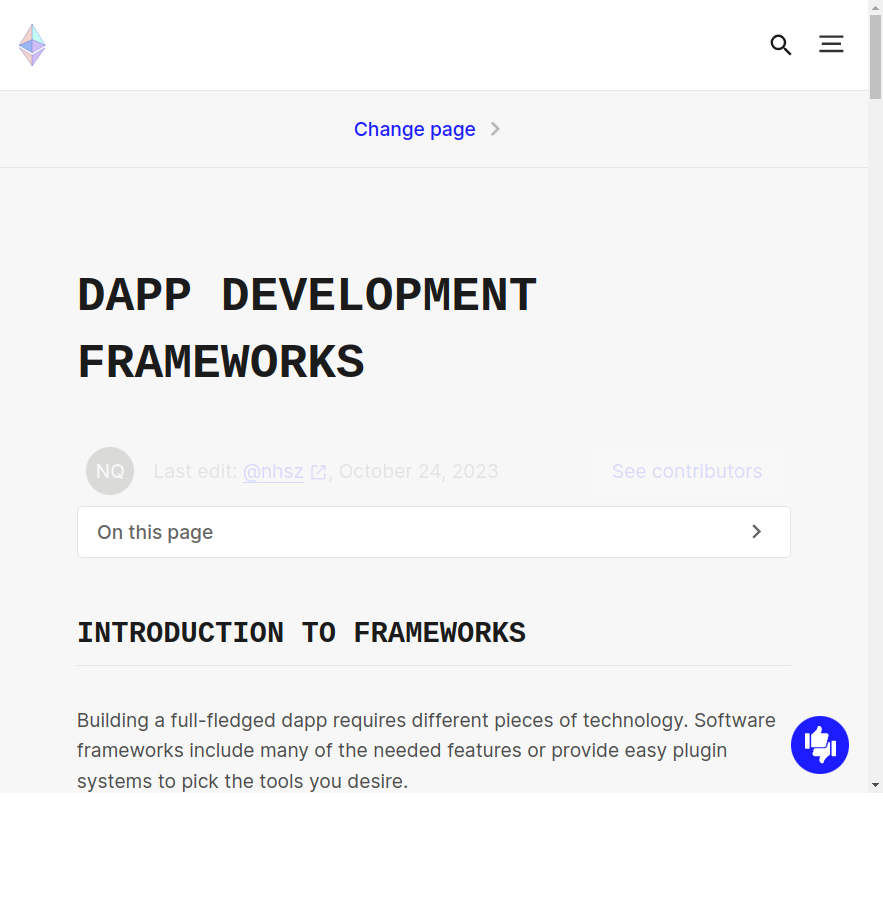 Change page
DAPP DEVELOPMENT
FRAMEWORKS
NQ Last edit: @nhsz, October 24, 2023 See contributors
On this page
INTRODUCTION TO FRAMEWORKS
Building a full-fledged dapp requires different pieces of technology. Software
frameworks include many of the needed features or provide easy plugin
systems to pick the tools you desire.